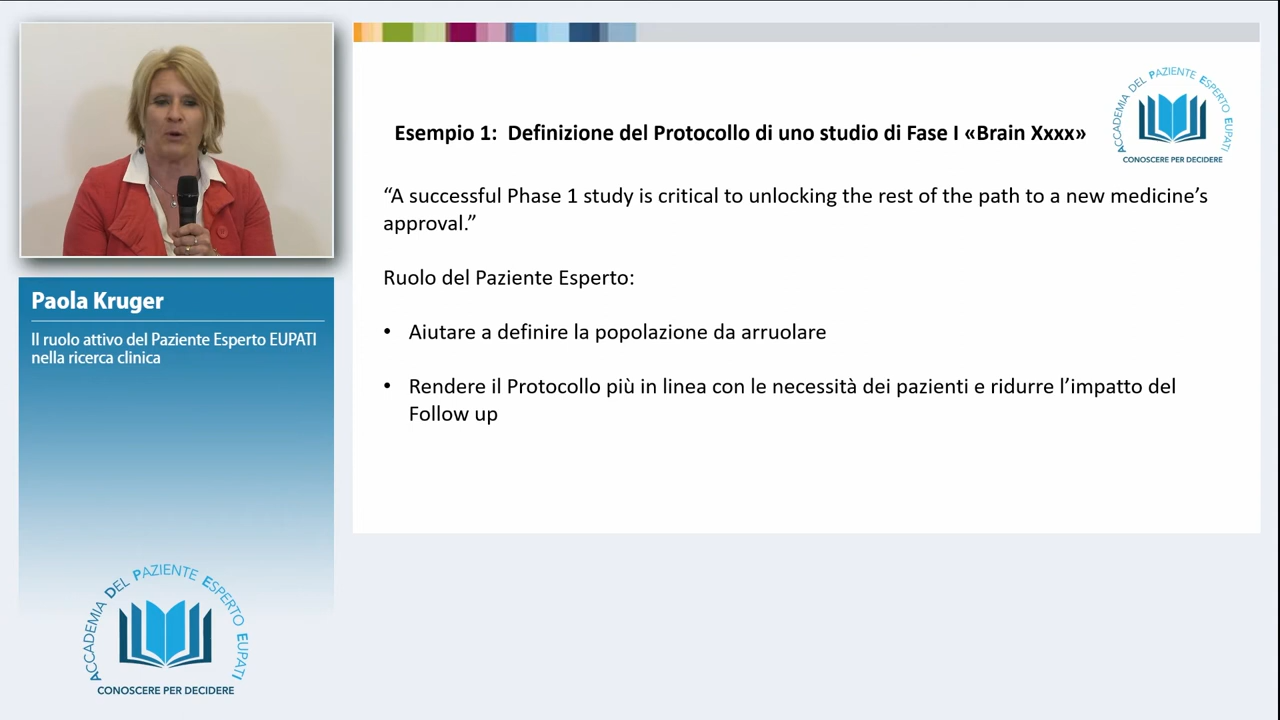 Paola Kruger
Il ruolo attivo del Paziente Esperto EUPATI
nella ricerca clinica
ACCADEMIA DEL PAZIENTE ESPERTO EUPATI
CONOSCERE PER DECIDERE
ACCADEMIA DEL PAZIENTE ESPERTO EUPATI
CONOSCERE PER DECIDERE
Esempio 1:  Definizione del Protocollo di uno studio di Fase I «Brain Xxxx»
“A successful Phase 1 study is critical to unlocking the rest of the path to a new medicine’s
approval.”
Ruolo del Paziente Esperto:
• Aiutare a definire la popolazione da arruolare
• Rendere il Protocollo più in linea con le necessità dei pazienti e ridurre l’impatto del
Follow up